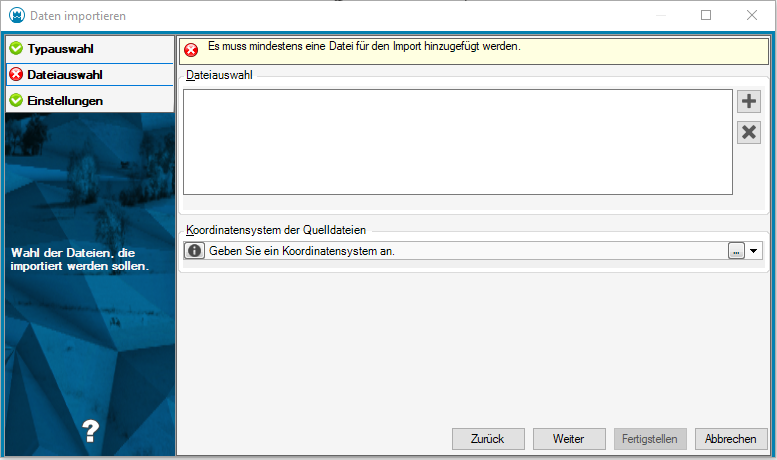 Daten importieren
Typauswahl
Dateiauswahl
Einstellungen
Wahl der Dateien, die
importiert werden sollen.
?
Es muss mindestens eine Datei für den Import hinzugefügt werden.
Dateiauswahl
Koordinatensystem der Quelldateien
Geben Sie ein Koordinatensystem an.
...
Zurück
Weiter
Fertigstellen
Abbrechen